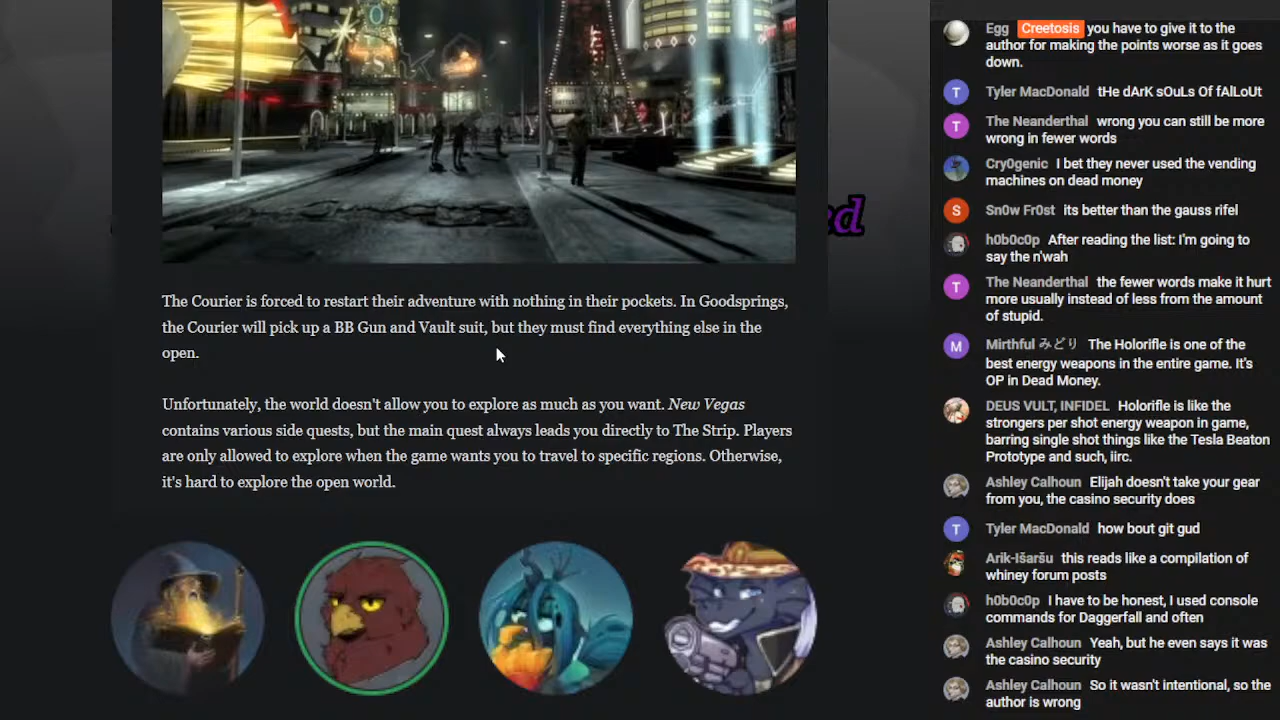 The Courier is forced to restart their adventure with nothing in their pockets. In Goodsprings,
the Courier will pick up a BB Gun and Vault suit, but they must find everything else in the
open.
Unfortunately, the world doesn't allow you to explore as much as you want. New Vegas
contains various side quests, but the main quest always leads you directly to The Strip. Players
are only allowed to explore when the game wants you to travel to specific regions. Otherwise,
it's hard to explore the open world.
ed
Egg Creetosis you have to give it to the
author for making the points worse as it goes
down.
T Tyler MacDonald tHe dArK sOuLs Of fAlLoUt
T The Neanderthal wrong you can still be more
wrong in fewer words
Cry0genic I bet they never used the vending
machines on dead money
S Sn0w Fr0st its better than the gauss rifel
h0b0c0p After reading the list: I'm going to
say the n'wah
T The Neanderthal the fewer words make it hurt
more usually instead of less from the amount
of stupid.
M Mirthful みどり The Holorifle is one of the
best energy weapons in the entire game. It's
OP in Dead Money.
DEUS VULT, INFIDEL Holorifle is like the
strongers per shot energy weapon in game,
barring single shot things like the Tesla Beaton
Prototype and such, iirc.
Ashley Calhoun Elijah doesn't take your gear
from you, the casino security does
T Tyler MacDonald how bout git gud
Arik-Išaršu this reads like a compilation of
whiney forum posts
h0b0c0p I have to be honest, I used console
commands for Daggerfall and often
Ashley Calhoun Yeah, but he even says it was
the casino security
Ashley Calhoun So it wasn't intentional, so the
author is wrong